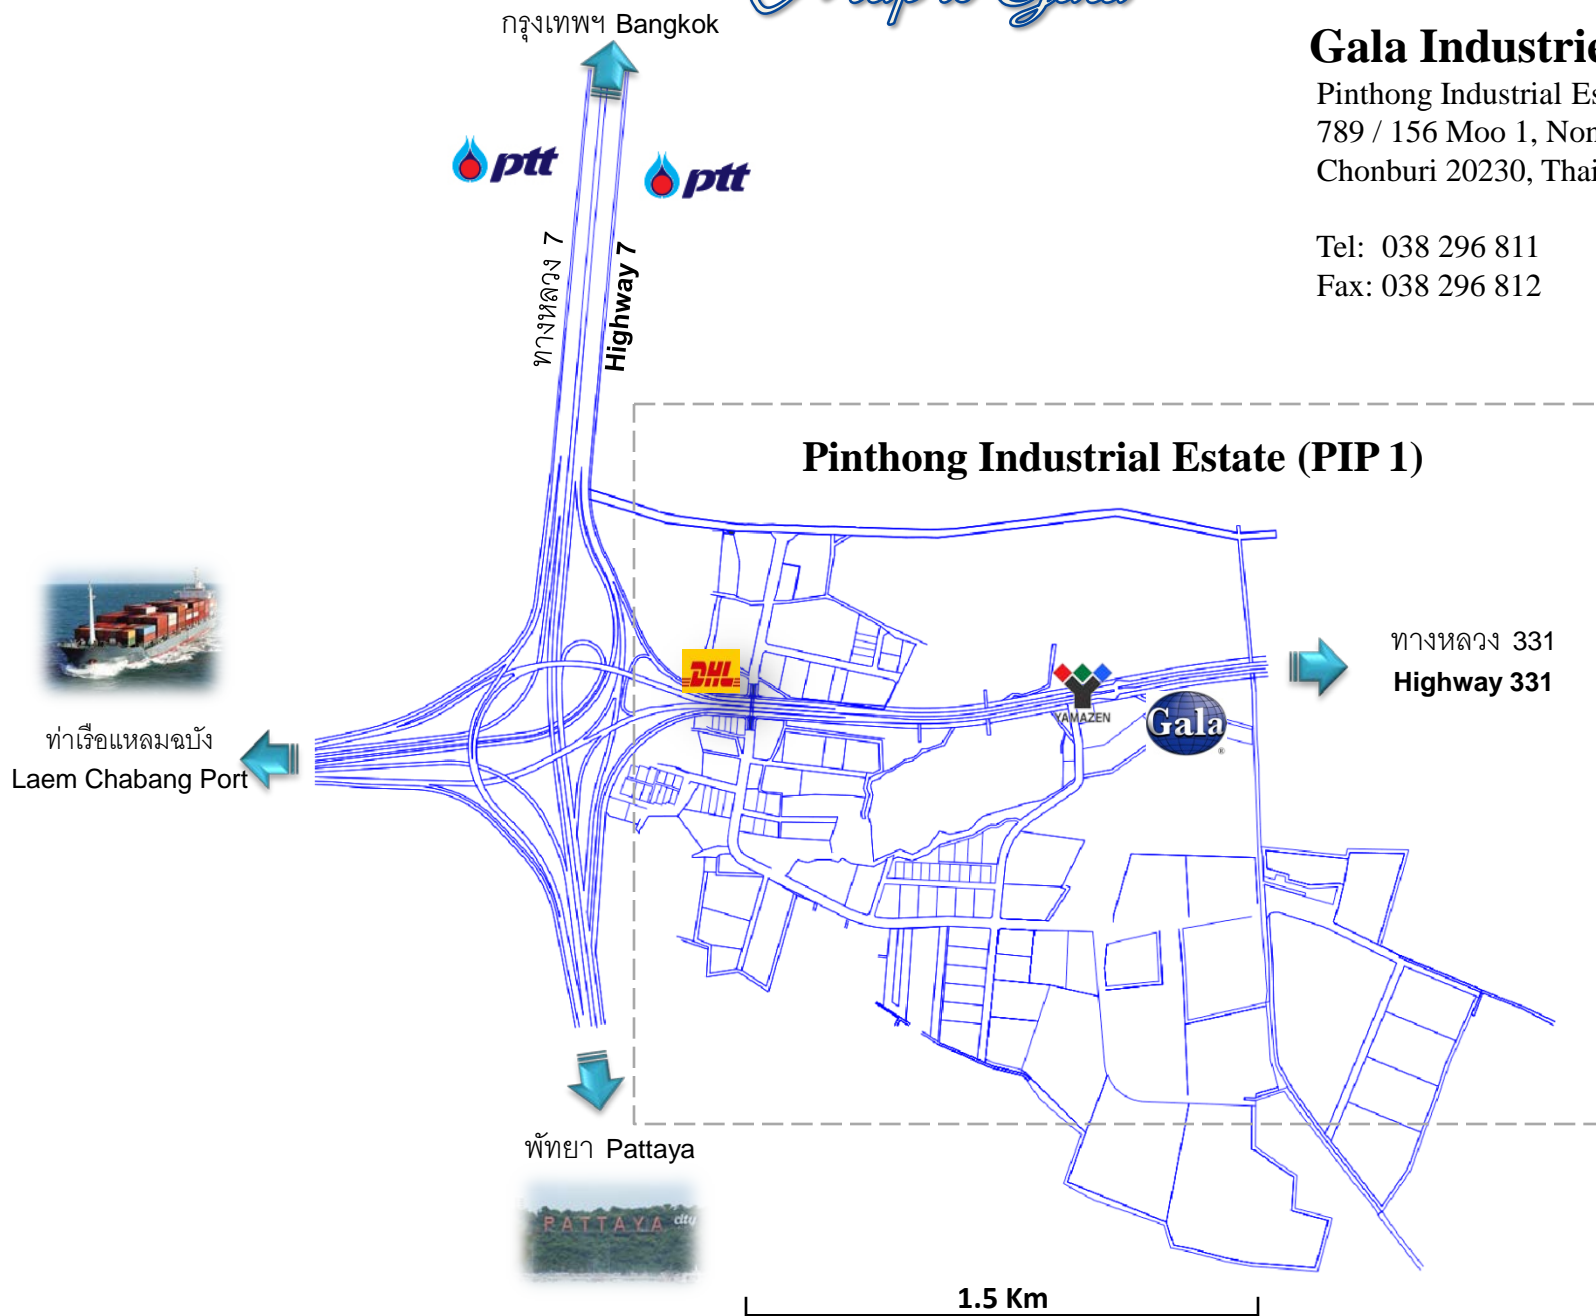 กรุงเทพฯ Bangkok
Gala Industrie
Pinthong Industrial Es
789 / 156 Moo 1, Non
Chonburi 20230, Thai
Tel: 038 296 811
Fax: 038 296 812
ptt
ptt
ทางหลวง 7
Highway 7
Pinthong Industrial Estate (PIP 1)
DHL
YAMAZEN
Gala
ทางหลวง 331
Highway 331
ท่าเรือแหลมฉบัง
Laem Chabang Port
พัทยา Pattaya
PATTAYA city
1.5 Km